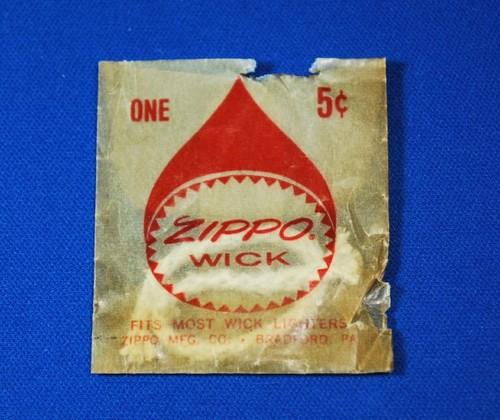 ONE 5¢
ZIPPO®
WICK
FITS MOST WICK LIGHTERS
ZIPPO MFG. CO. • BRADFORD, PA